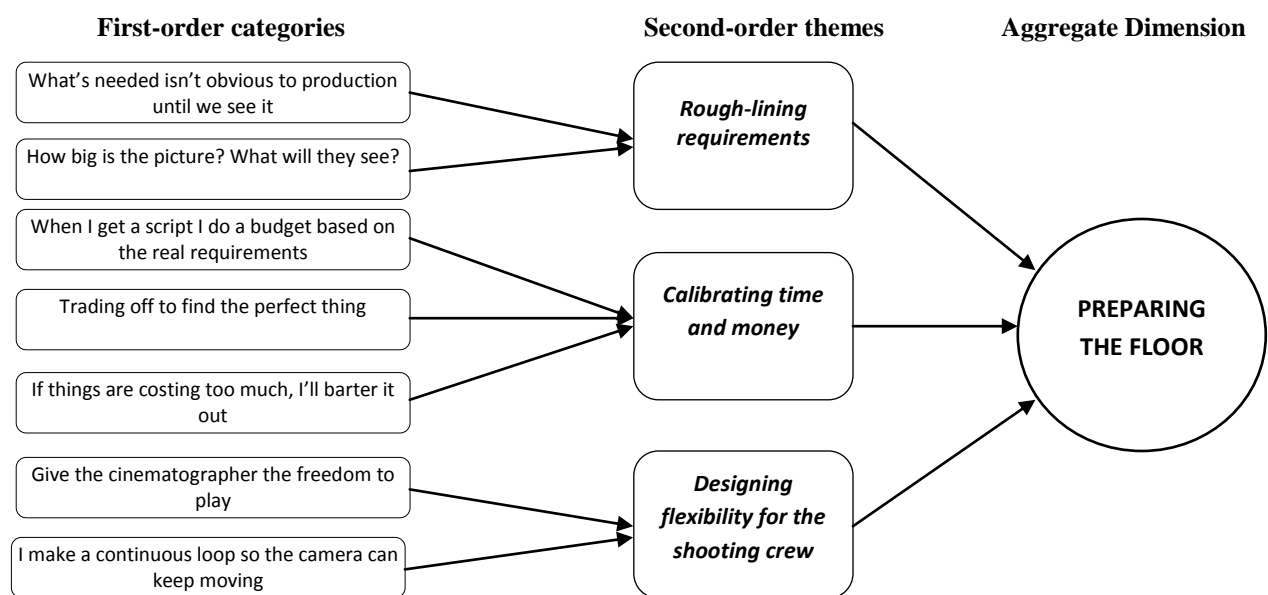 First-order categories
Second-order themes
Aggregate Dimension
What’s needed isn’t obvious to production
until we see it
How big is the picture? What will they see?
When I get a script I do a budget based on
the real requirements
Trading off to find the perfect thing
If things are costing too much, I’ll barter it
out
Give the cinematographer the freedom to
play
I make a continuous loop so the camera can
keep moving
Rough-lining
requirements
Calibrating time
and money
Designing
flexibility for the
shooting crew
PREPARING
THE FLOOR